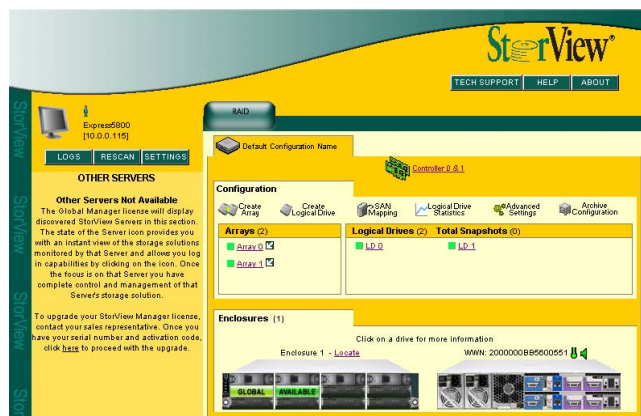 StorView®
TECH SUPPORT HELP ABOUT
StorView
StorView
StorView
StorView
Express5800
[10.0.0.115]
LOGS RESCAN SETTINGS
OTHER SERVERS
Other Servers Not Available
The Global Manager license will display
discovered StorView Servers in this section.
The state of the Server icon provides you
with an instant view of the storage solutions
monitored by that Server and allows you log
in capabilities by clicking on the icon. Once
the focus is on that Server you have
complete control and management of that
Server's storage solution.
To upgrade your StorView Manager license,
contact your sales representative. Once you
have your serial number and activation code,
click here to proceed with the upgrade.
RAID
Default Configuration Name
Controller 0 & 1
Configuration
Create Array
Create Logical Drive
SAN Mapping
Logical Drive Statistics
Advanced Settings
Archive Configuration
Arrays (2)
Array 0
Array 1
Logical Drives (2) Total Snapshots (0)
LD 0 LD 1
Enclosures (1)
Click on a drive for more information
Enclosure 1 - Locate
WWN: 2000000BB5600551
GLOBAL AVAILABLE